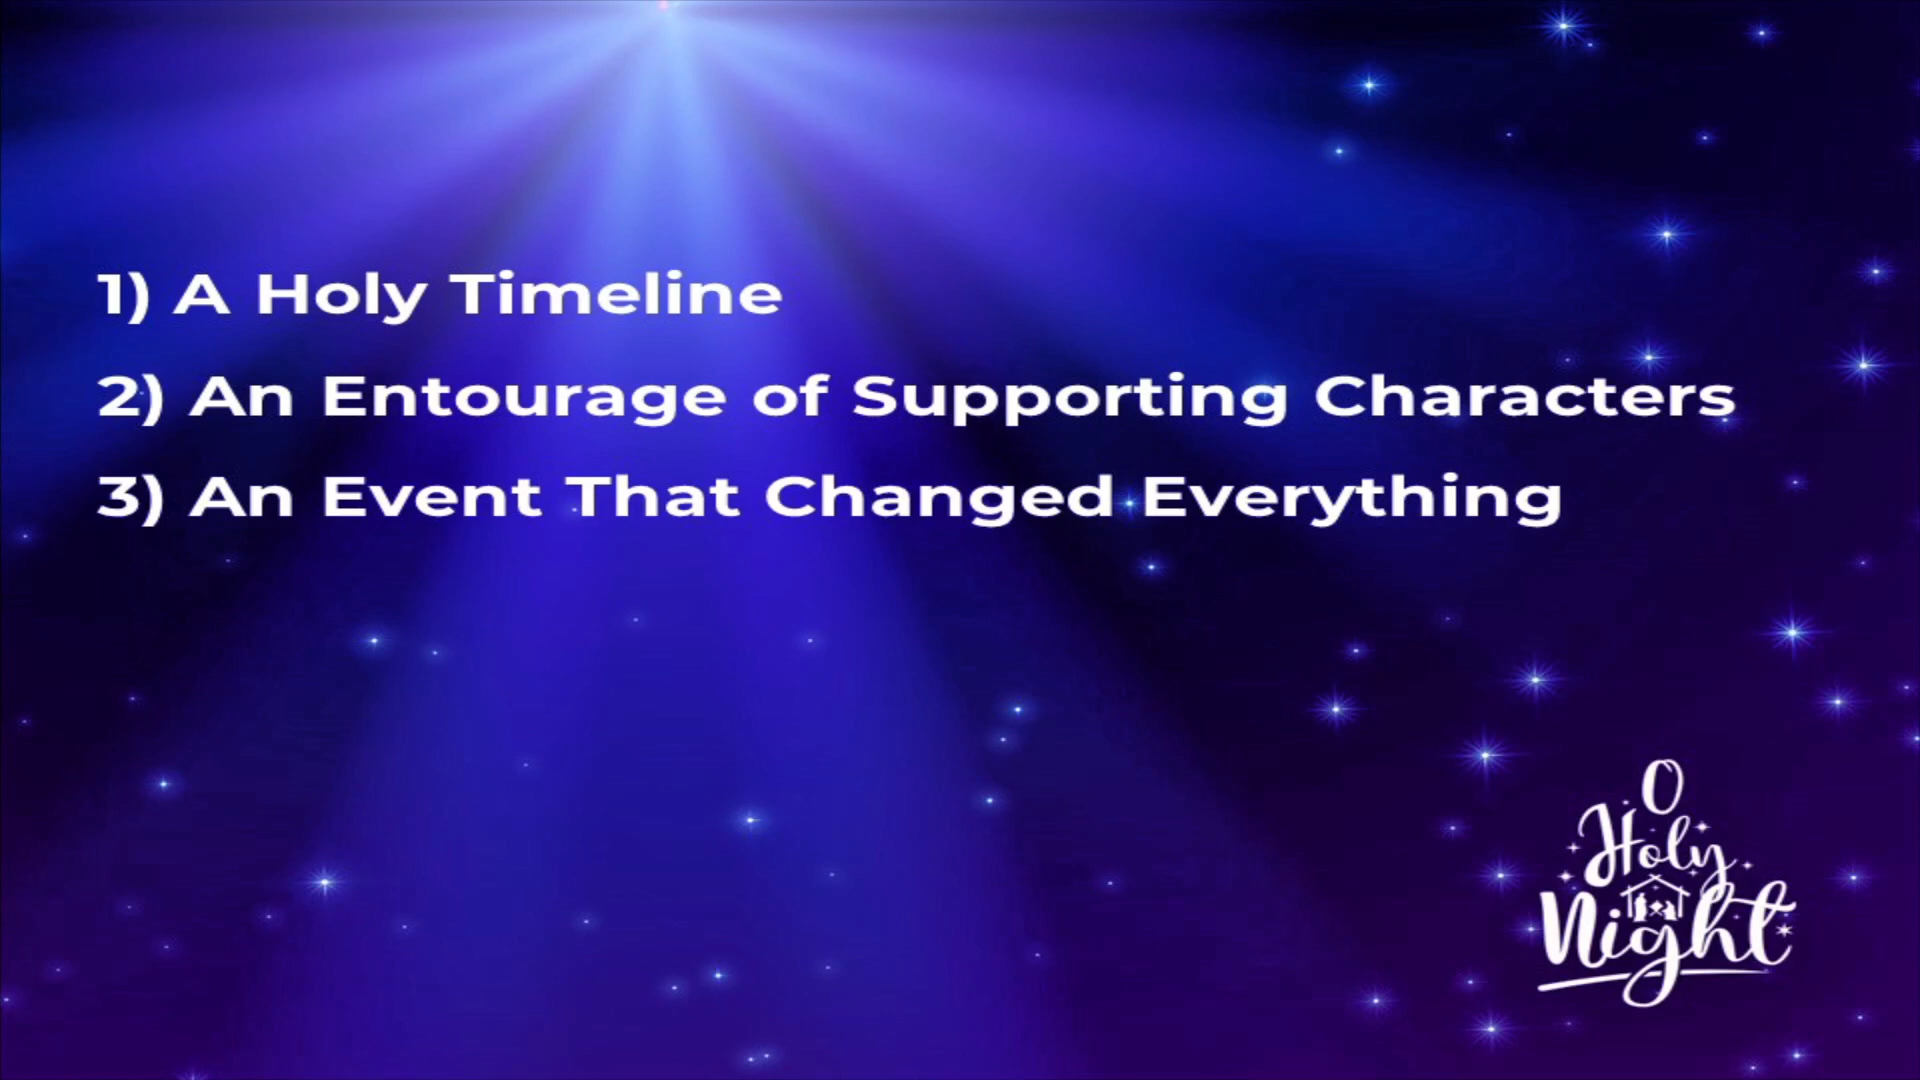 1) A Holy Timeline
2) An Entourage of Supporting Characters
3) An Event That Changed Everything
O
Holy
Night